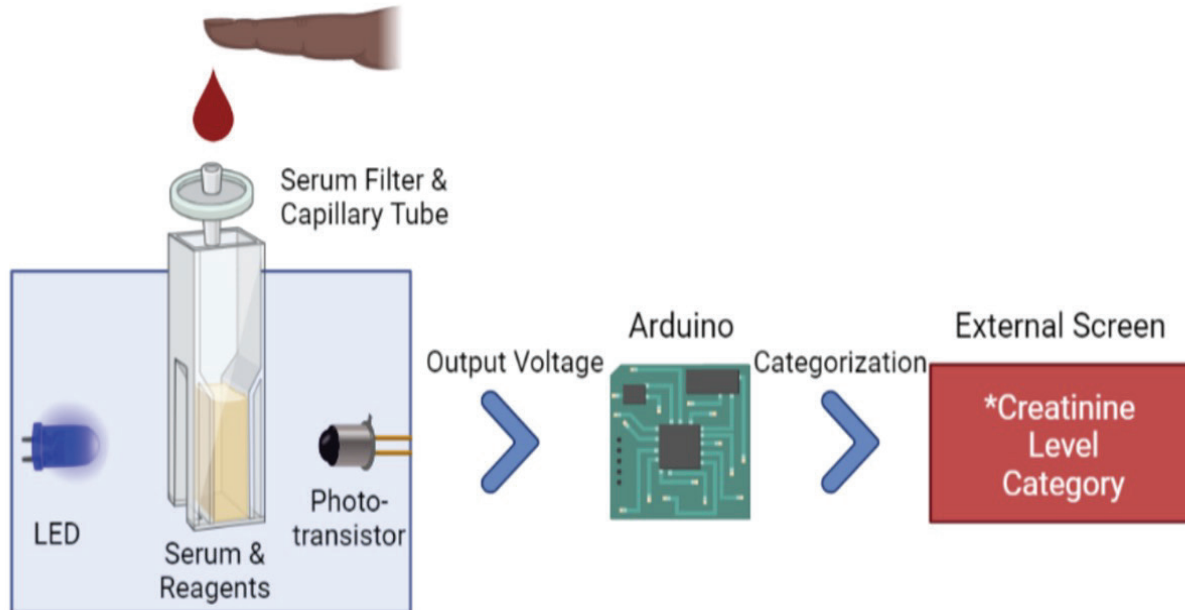 Serum Filter &
Capillary Tube
LED
Serum &
Reagents
Photo-
transistor
Output Voltage
Arduino
Categorization
External Screen
*Creatinine
Level
Category